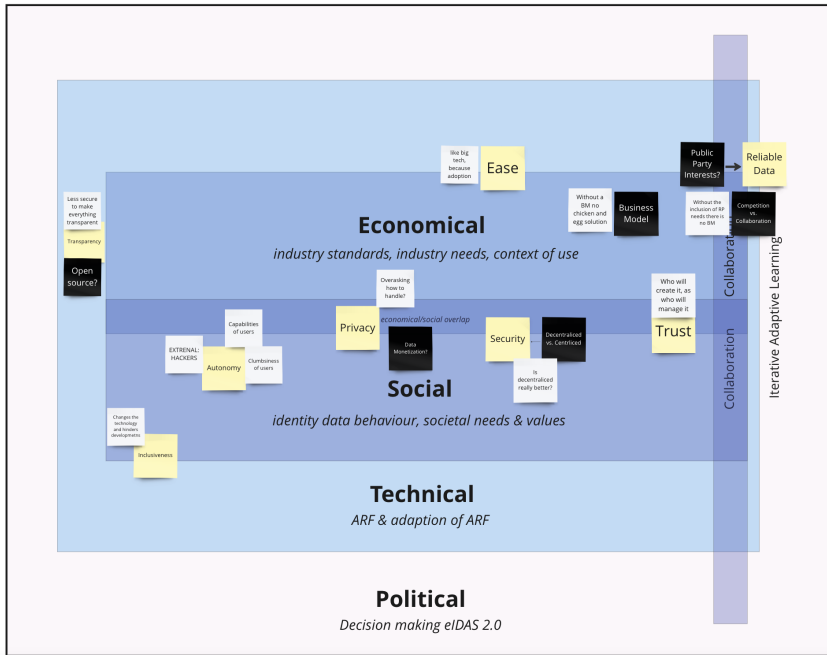 like big
tech,
because
adoption
Ease
Public
Party
Interests?
Reliable
Data
Less secure
to make
everything
transparent
Transparency
Open
source?
Without a
BM no
chicken and
egg solution
Business
Model
Without the
inclusion of RP
needs there is
no BM
Competition
vs.
Collaboration
Economical
industry standards, industry needs, context of use
Collaboration
Iterative Adaptive Learning
Overasking
how to
handle?
Who will
create it, as
who will
manage it
Trust
economical/social overlap
Privacy
Data
Monetization?
Security
Decentraliced
vs. Centrliced
Is
decentraliced
really better?
Capabilities
of users
EXTRENAL:
HACKERS
Autonomy
Clumbsiness
of users
Social
identity data behaviour, societal needs & values
Collaboration
Changes the
technology
and hinders
developmetns
Inclusiveness
Technical
ARF & adaption of ARF
Political
Decision making eIDAS 2.0